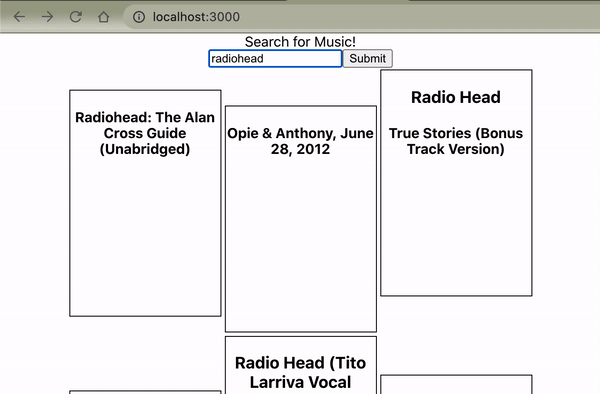 localhost:3000
Search for Music!
radiohead
Submit
Radiohead: The Alan
Cross Guide
(Unabridged)
Opie & Anthony, June
28, 2012
Radio Head
True Stories (Bonus
Track Version)
Radio Head (Tito
Larriva Vocal